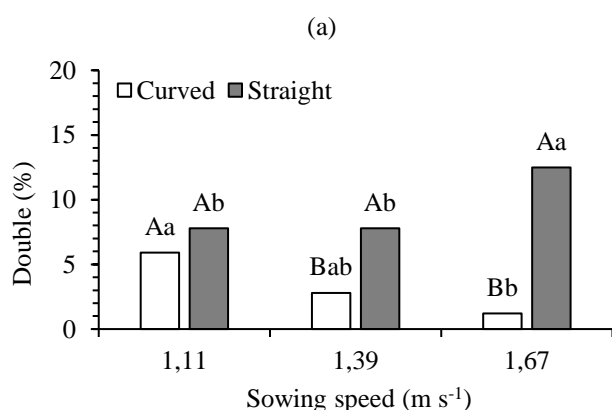 (a)
20
15
10
5
0
Double (%)
Curved Straight
Aa Ab Bab Ab Bb Aa
1,11 1,39 1,67
Sowing speed (m s⁻¹)